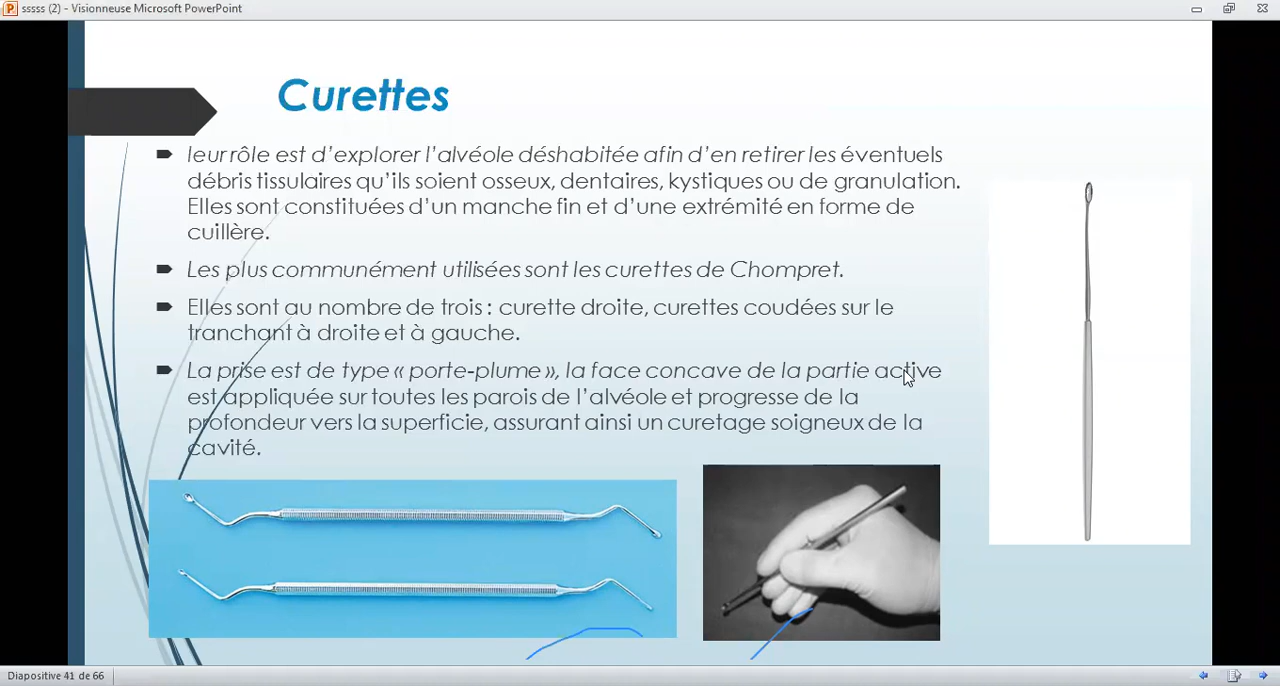 sssss (2) - Visionneuse Microsoft PowerPoint
Curettes
leur rôle est d’explorer l’alvéole déshabitée afin d’en retirer les éventuels
débris tissulaires qu’ils soient osseux, dentaires, kystiques ou de granulation.
Elles sont constituées d’un manche fin et d’une extrémité en forme de
cuillère.
Les plus communément utilisées sont les curettes de Chompret.
Elles sont au nombre de trois : curette droite, curettes coudées sur le
tranchant à droite et à gauche.
La prise est de type « porte-plume », la face concave de la partie active
est appliquée sur toutes les parois de l’alvéole et progresse de la
profondeur vers la superficie, assurant ainsi un curetage soigneux de la
cavité.
Diapositive 41 de 66